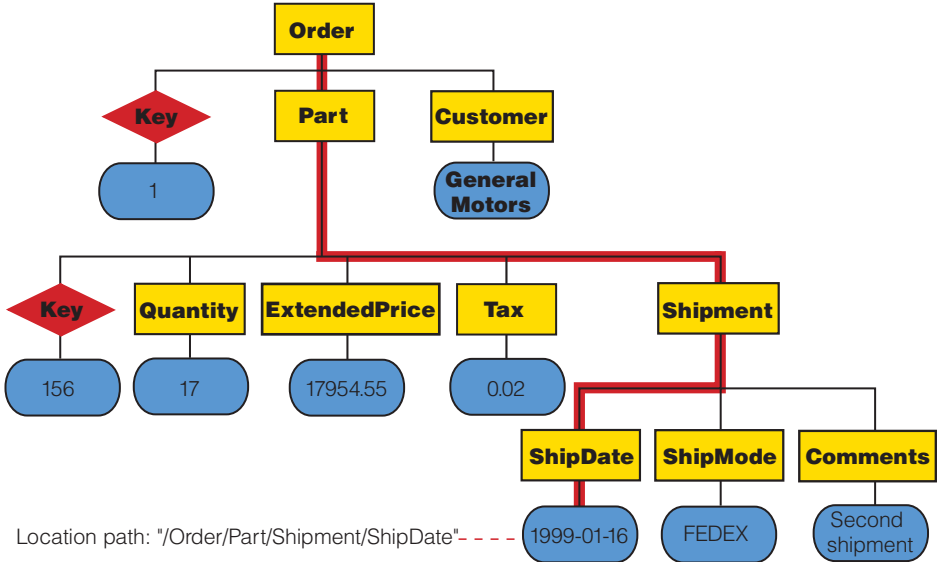 Order
Key
Part
Customer
1
General
Motors
Key
Quantity
ExtendedPrice
Tax
Shipment
156
17
17954.55
0.02
ShipDate
ShipMode
Comments
Location path: "/Order/Part/Shipment/ShipDate"
1999-01-16
FEDEX
Second
shipment